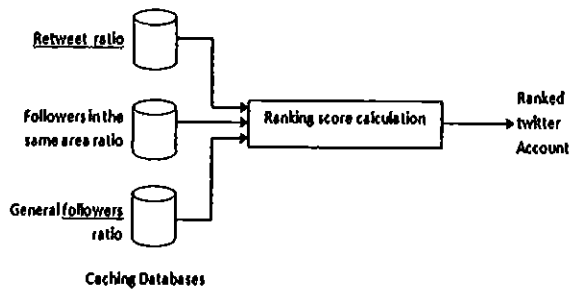 Retweet ratio
Followers in the
same area ratio
General followers
ratio
Caching Databases
Ranking score calculation
Ranked
twitter
Account